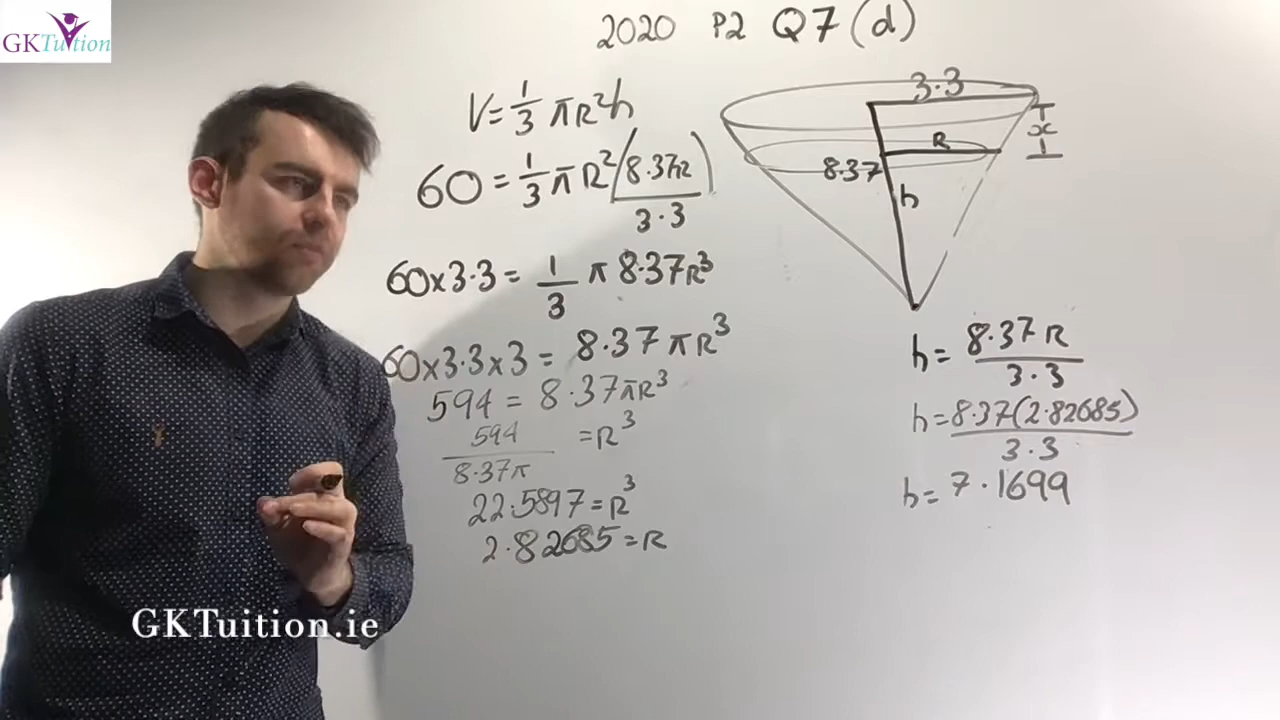 GKTuition
2020 P2 Q7(d)
V=1/3 πR²h
60 = 1/3 πR²(8.37R/3.3)
60×3.3 = 1/3 π 8.37R³
60×3.3×3 = 8.37πR³
594 = 8.37πR³
594/8.37π = R³
22.5897 = R³
2.82685 = R
3.3
x
R
8.37
h
h = 8.37R/3.3
h = 8.37(2.82685)/3.3
h = 7.1699
GKTuition.ie